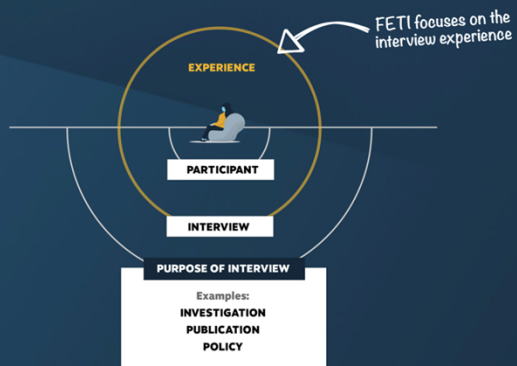 FETI focuses on the
interview experience
EXPERIENCE
PARTICIPANT
INTERVIEW
PURPOSE OF INTERVIEW
Examples:
INVESTIGATION
PUBLICATION
POLICY